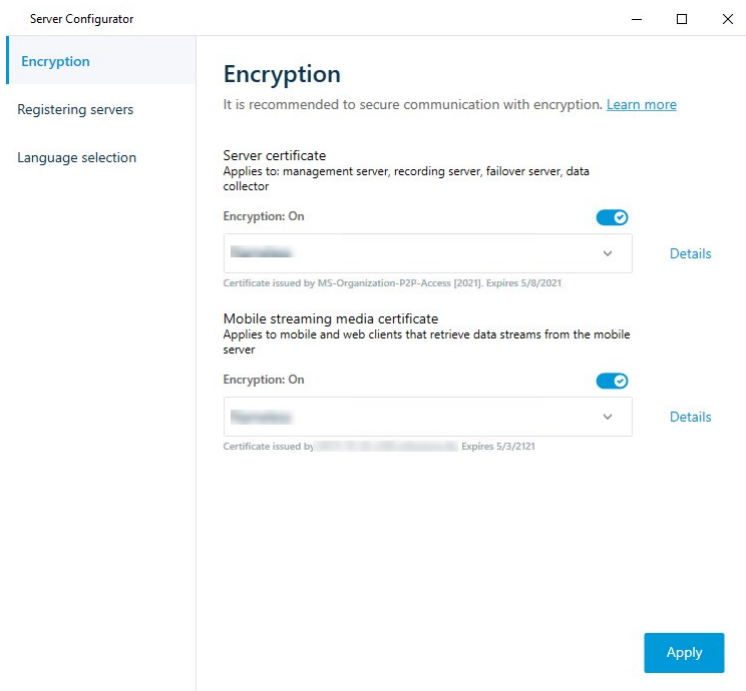 Server Configurator
Encryption
Registering servers
Language selection
Encryption
It is recommended to secure communication with encryption. Learn more
Server certificate
Applies to: management server, recording server, failover server, data
collector
Encryption: On
Details
Certificate issued by MS-Organization-P2P-Access [2021]. Expires 5/8/2021
Mobile streaming media certificate
Applies to mobile and web clients that retrieve data streams from the mobile
server
Encryption: On
Details
Certificate issued by Expires 5/3/2121
Apply